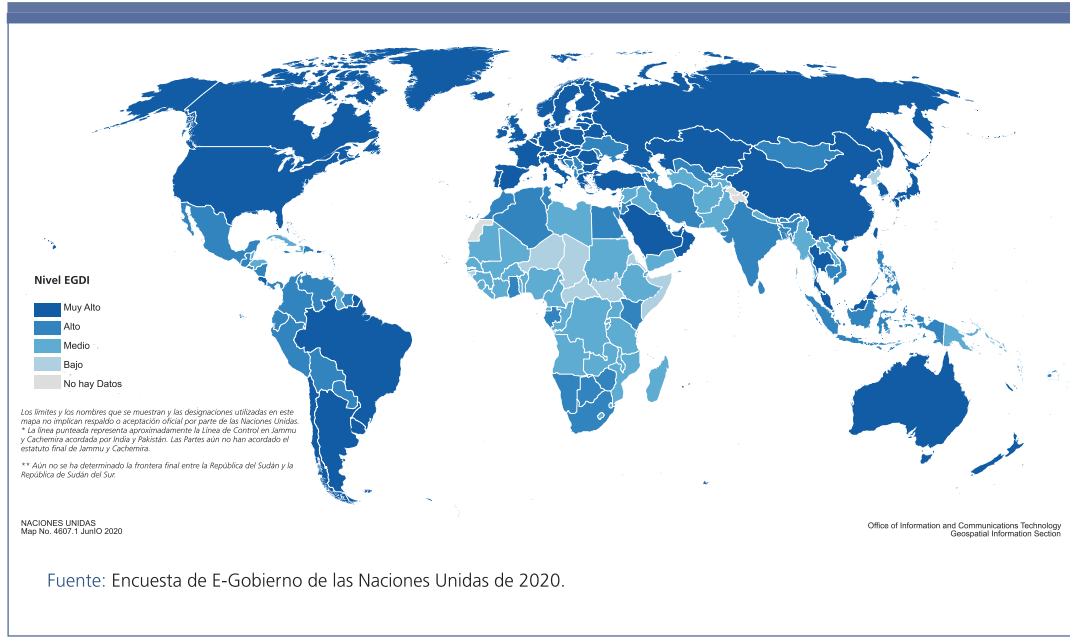 Nivel EGDI
Muy Alto
Alto
Medio
Bajo
No hay Datos
Los límites y los nombres que se muestran y las designaciones utilizadas en este
mapa no implican respaldo o aceptación oficial por parte de las Naciones Unidas.
* La línea punteada representa aproximadamente la Línea de Control en Jammu
y Cachemira acordada por India y Pakistán. Las Partes aún no han acordado el
estatuto final de Jammu y Cachemira.
** Aún no se ha determinado la frontera final entre la República del Sudán y la
República de Sudán del Sur.
NACIONES UNIDAS
Map No. 4607.1 JunIO 2020
Office of Information and Communications Technology
Geospatial Information Section
Fuente: Encuesta de E-Gobierno de las Naciones Unidas de 2020.